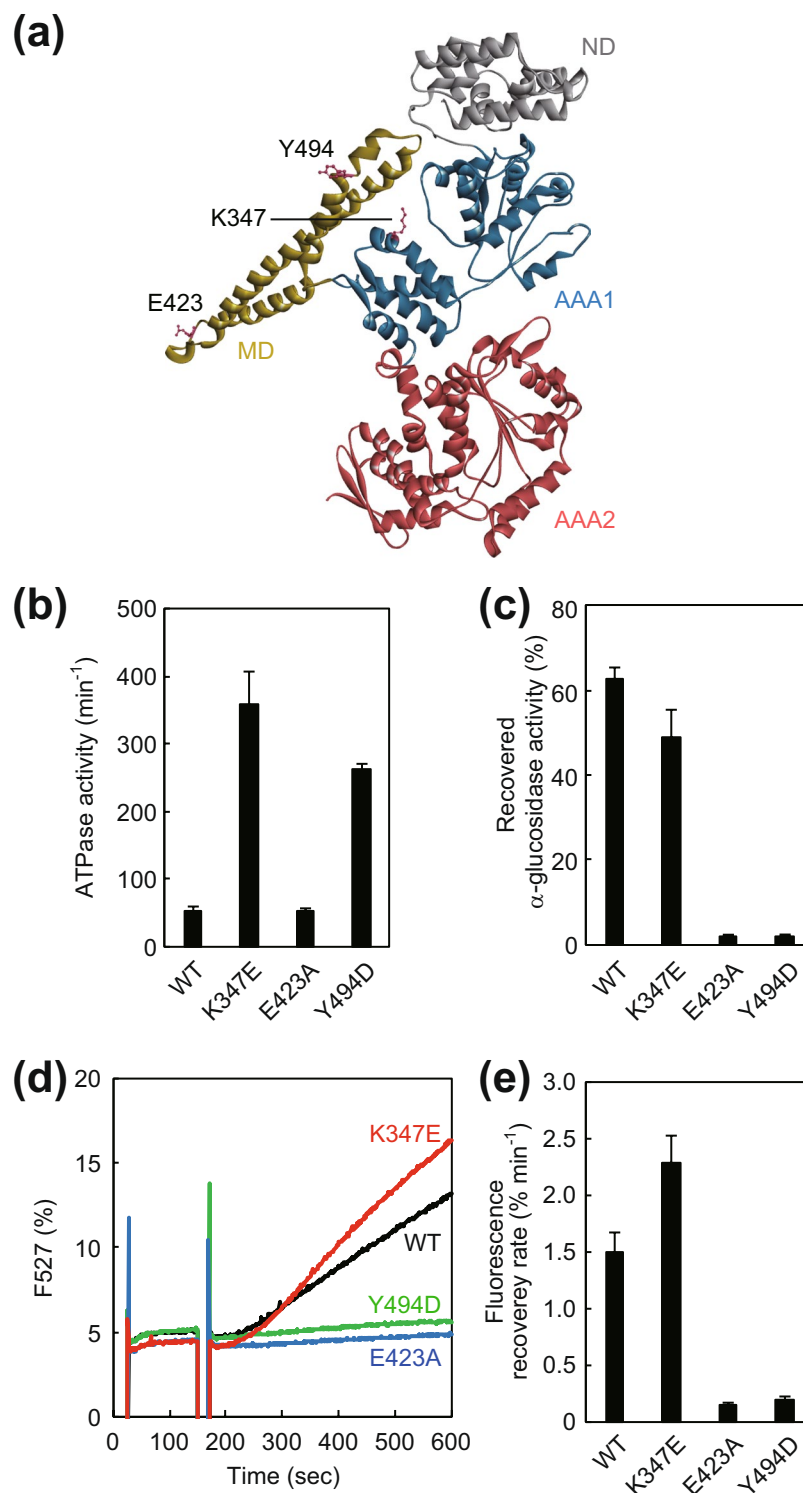 (a)
ND
Y494
K347
E423
AAA1
MD
AAA2
(b)
ATPase activity (min-1)
500
400
300
200
100
0
WT
K347E
E423A
Y494D
(c)
Recovered
α-glucosidase activity (%)
80
60
40
20
0
WT
K347E
E423A
Y494D
(d)
F527 (%)
20
15
10
5
0
K347E
WT
Y494D
E423A
0 100 200 300 400 500 600
Time (sec)
(e)
Fluorescence
recoverey rate (% min-1)
3.0
2.5
2.0
1.5
1.0
0.5
0
WT
K347E
E423A
Y494D